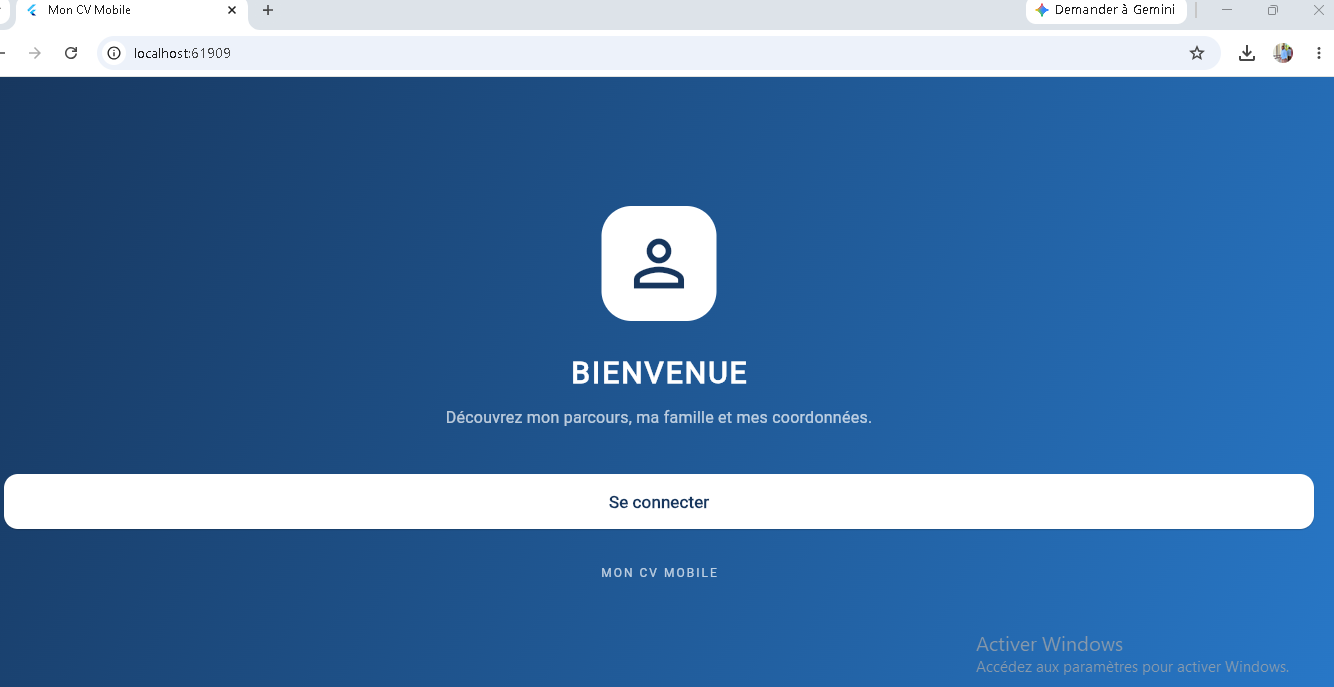 Mon CV Mobile
Demander à Gemini
localhost:61909
BIENVENUE
Découvrez mon parcours, ma famille et mes coordonnées.
Se connecter
MON CV MOBILE
Activer Windows
Accédez aux paramètres pour activer Windows.